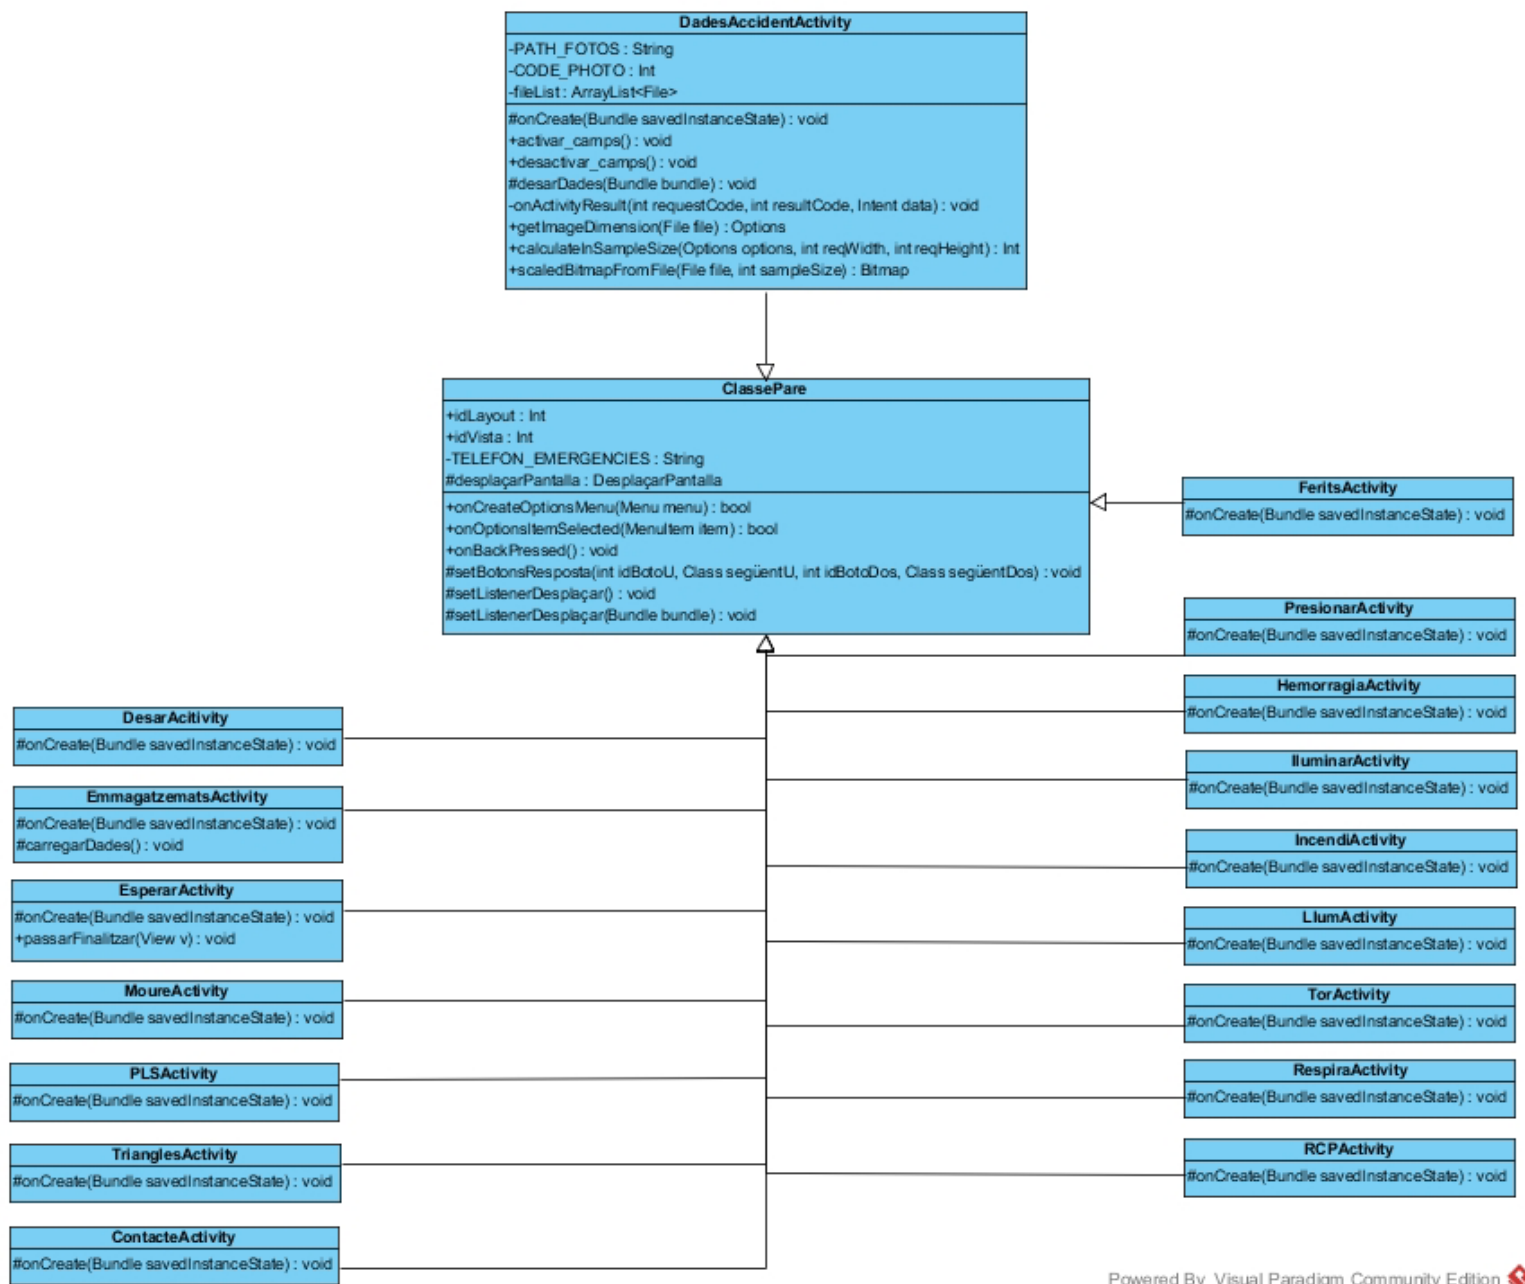 DadesAccidentActivity
-PATH_FOTOS : String
-CODE_PHOTO : Int
-fileList : ArrayList<File>
#onCreate(Bundle savedInstanceState) : void
+activar_camps() : void
+desactivar_camps() : void
#desarDades(Bundle bundle) : void
-onActivityResult(int requestCode, int resultCode, Intent data) : void
+getImageDimension(File file) : Options
+calculateInSampleSize(Options options, int reqWidth, int reqHeight) : Int
+scaledBitmapFromFile(File file, int sampleSize) : Bitmap
ClassePare
+idLayout : Int
+idVista : Int
-TELEFON_EMERGENCIES : String
#desplaçarPantalla : DesplaçarPantalla
+onCreateOptionsMenu(Menu menu) : bool
+onOptionsItemSelected(MenuItem item) : bool
+onBackPressed() : void
#setBotonsResposta(int idBotoU, Class següentU, int idBotoDos, Class següentDos) : void
#setListenerDesplaçar() : void
#setListenerDesplaçar(Bundle bundle) : void
FeritsActivity
#onCreate(Bundle savedInstanceState) : void
PresionarActivity
#onCreate(Bundle savedInstanceState) : void
HemorragiaActivity
#onCreate(Bundle savedInstanceState) : void
IluminarActivity
#onCreate(Bundle savedInstanceState) : void
IncendiActivity
#onCreate(Bundle savedInstanceState) : void
LlumActivity
#onCreate(Bundle savedInstanceState) : void
TorActivity
#onCreate(Bundle savedInstanceState) : void
RespiraActivity
#onCreate(Bundle savedInstanceState) : void
RCPActivity
#onCreate(Bundle savedInstanceState) : void
DesarAcitivity
#onCreate(Bundle savedInstanceState) : void
EmmagatzematsActivity
#onCreate(Bundle savedInstanceState) : void
#carregarDades() : void
EsperarActivity
#onCreate(Bundle savedInstanceState) : void
+passarFinalitzar(View v) : void
MoureActivity
#onCreate(Bundle savedInstanceState) : void
PLSActivity
#onCreate(Bundle savedInstanceState) : void
TrianglesActivity
#onCreate(Bundle savedInstanceState) : void
ContacteActivity
#onCreate(Bundle savedInstanceState) : void
Powered By Visual Paradigm Community Edition